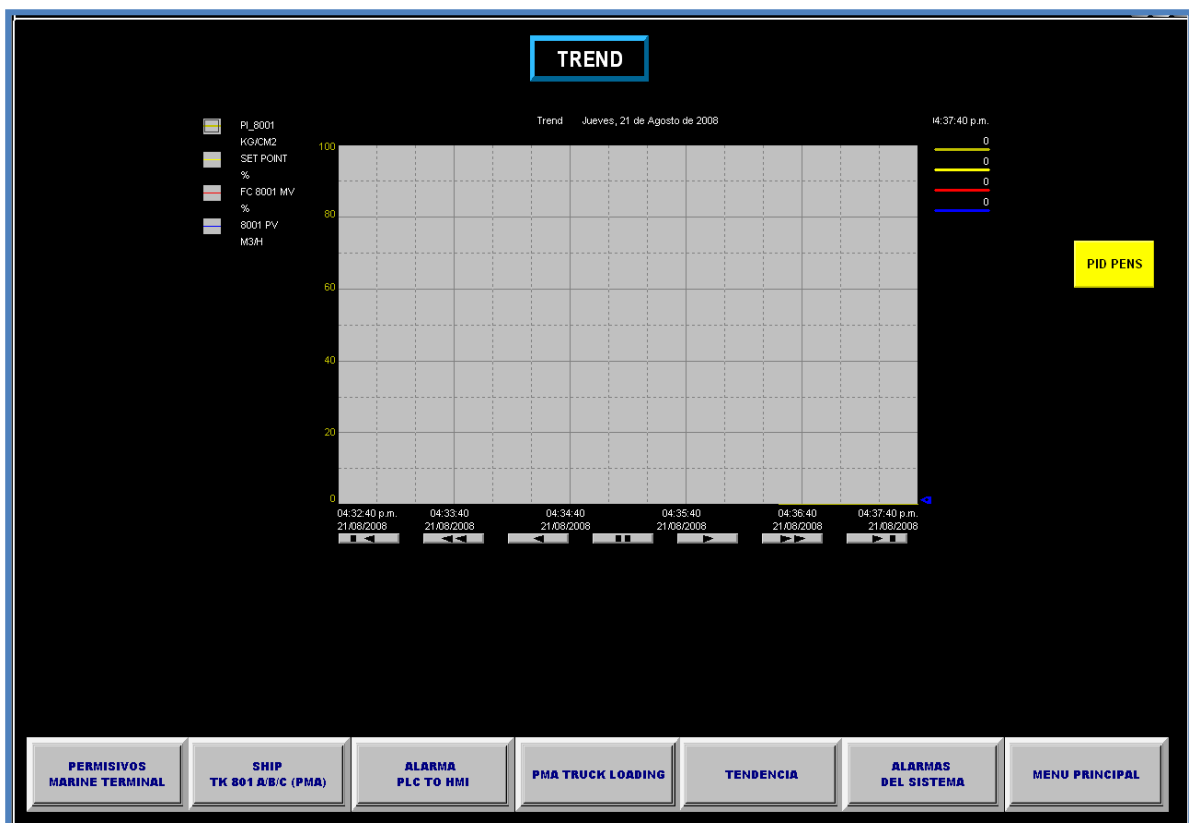 TREND
Trend Jueves, 21 de Agosto de 2008
04:37:40 p.m.
PI_8001
KG/CM2
SET POINT
%
FC 8001 MV
%
8001 PV
M3/H
0
0
0
0
100
80
60
40
20
0
PID PENS
04:32:40 p.m. 04:33:40 04:34:40 04:35:40 04:36:40 04:37:40 p.m.
21/08/2008 21/08/2008 21/08/2008 21/08/2008 21/08/2008 21/08/2008
PERMISIVOS
MARINE TERMINAL
SHIP
TK 801 A/B/C (PMA)
ALARMA
PLC TO HMI
PMA TRUCK LOADING
TENDENCIA
ALARMAS
DEL SISTEMA
MENU PRINCIPAL